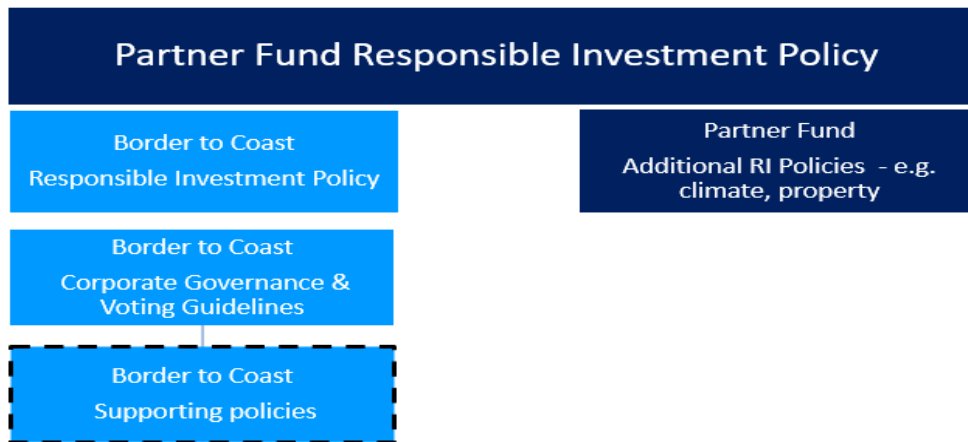 Partner Fund Responsible Investment Policy
Border to Coast
Responsible Investment Policy
Partner Fund
Additional RI Policies - e.g.
climate, property
Border to Coast
Corporate Governance &
Voting Guidelines
Border to Coast
Supporting policies